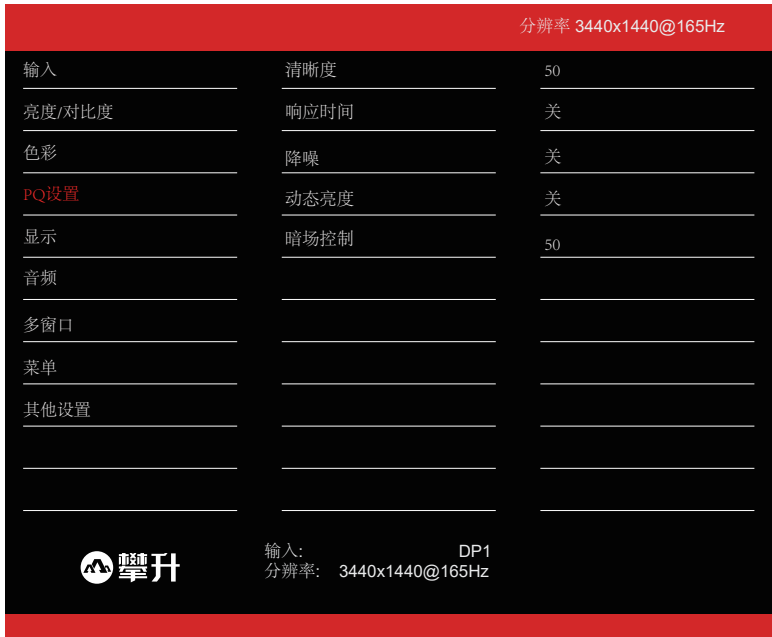 分辨率 3440x1440@165Hz
输入 清晰度 50
亮度/对比度 响应时间 关
色彩 降噪 关
PQ设置 动态亮度 关
显示 暗场控制 50
音频
多窗口
菜单
其他设置
攀升
输入: DP1
分辨率: 3440x1440@165Hz